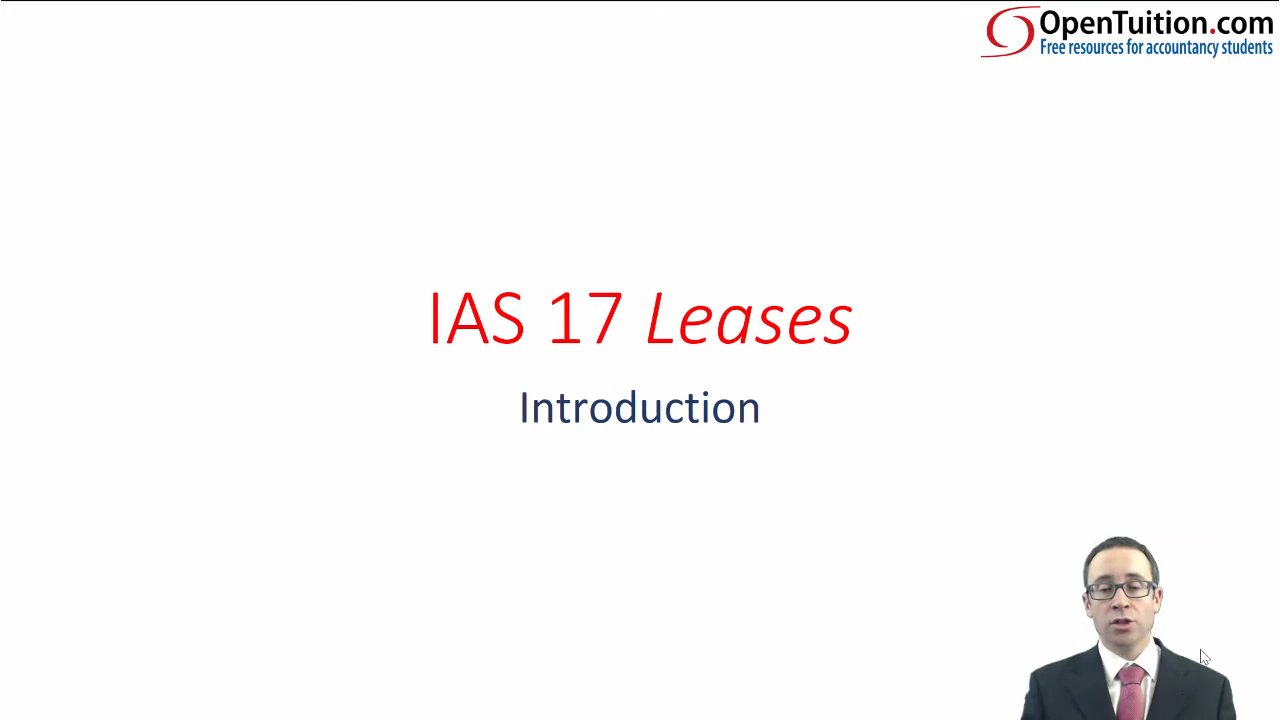 OpenTuition.com
Free resources for accountancy students
IAS 17 Leases
Introduction